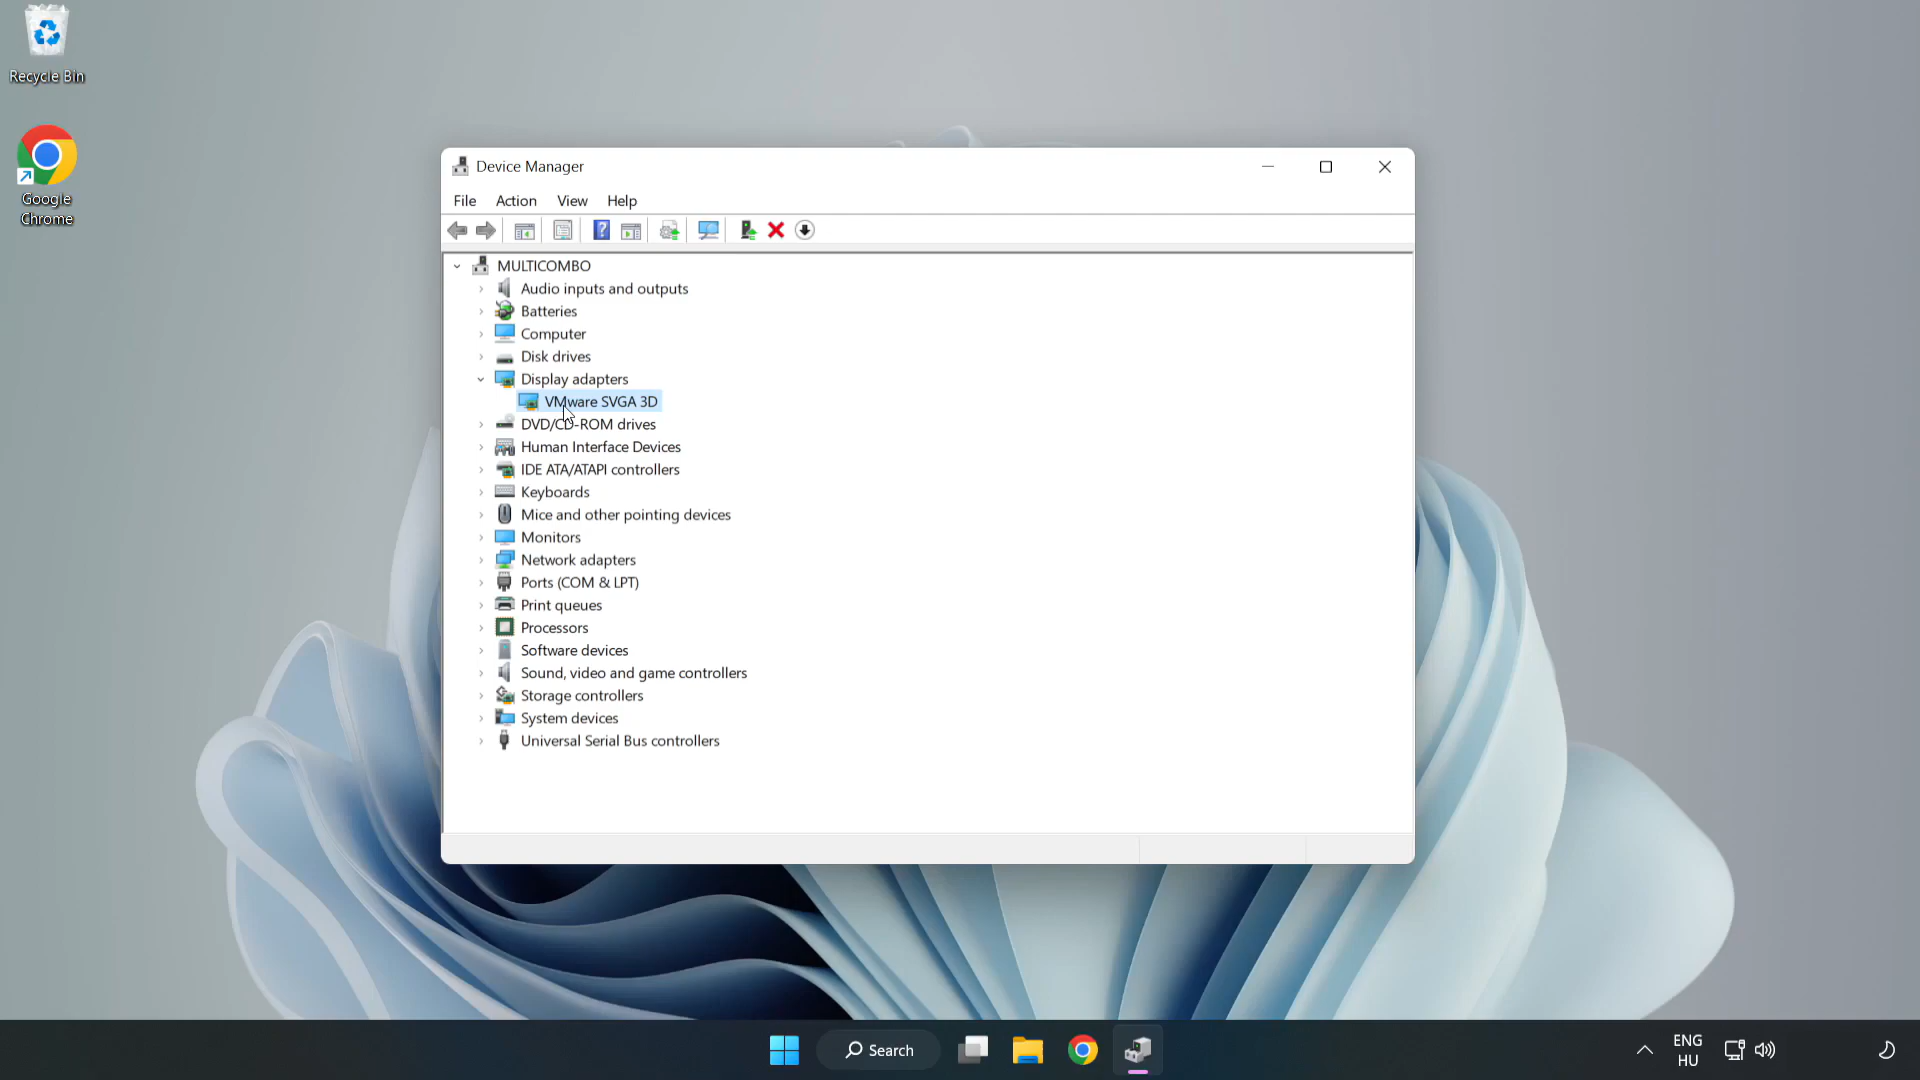 Recycle Bin
Google
Chrome
Device Manager
File Action View Help
MULTICOMBO
Audio inputs and outputs
Batteries
Computer
Disk drives
Display adapters
VMware SVGA 3D
DVD/CD-ROM drives
Human Interface Devices
IDE ATA/ATAPI controllers
Keyboards
Mice and other pointing devices
Monitors
Network adapters
Ports (COM & LPT)
Print queues
Processors
Software devices
Sound, video and game controllers
Storage controllers
System devices
Universal Serial Bus controllers
Search
ENG
HU